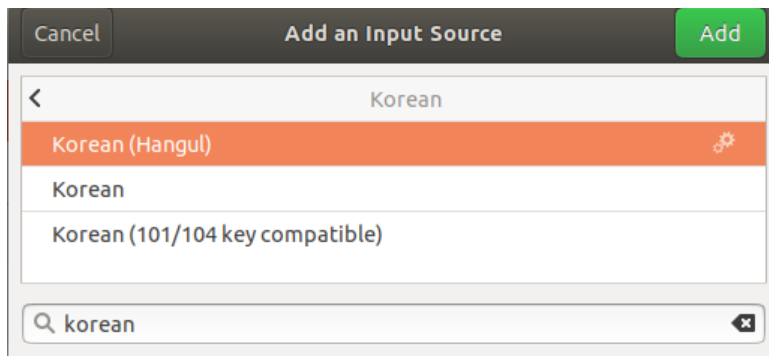 Cancel Add an Input Source Add
Korean
Korean (Hangul)
Korean
Korean (101/104 key compatible)
korean